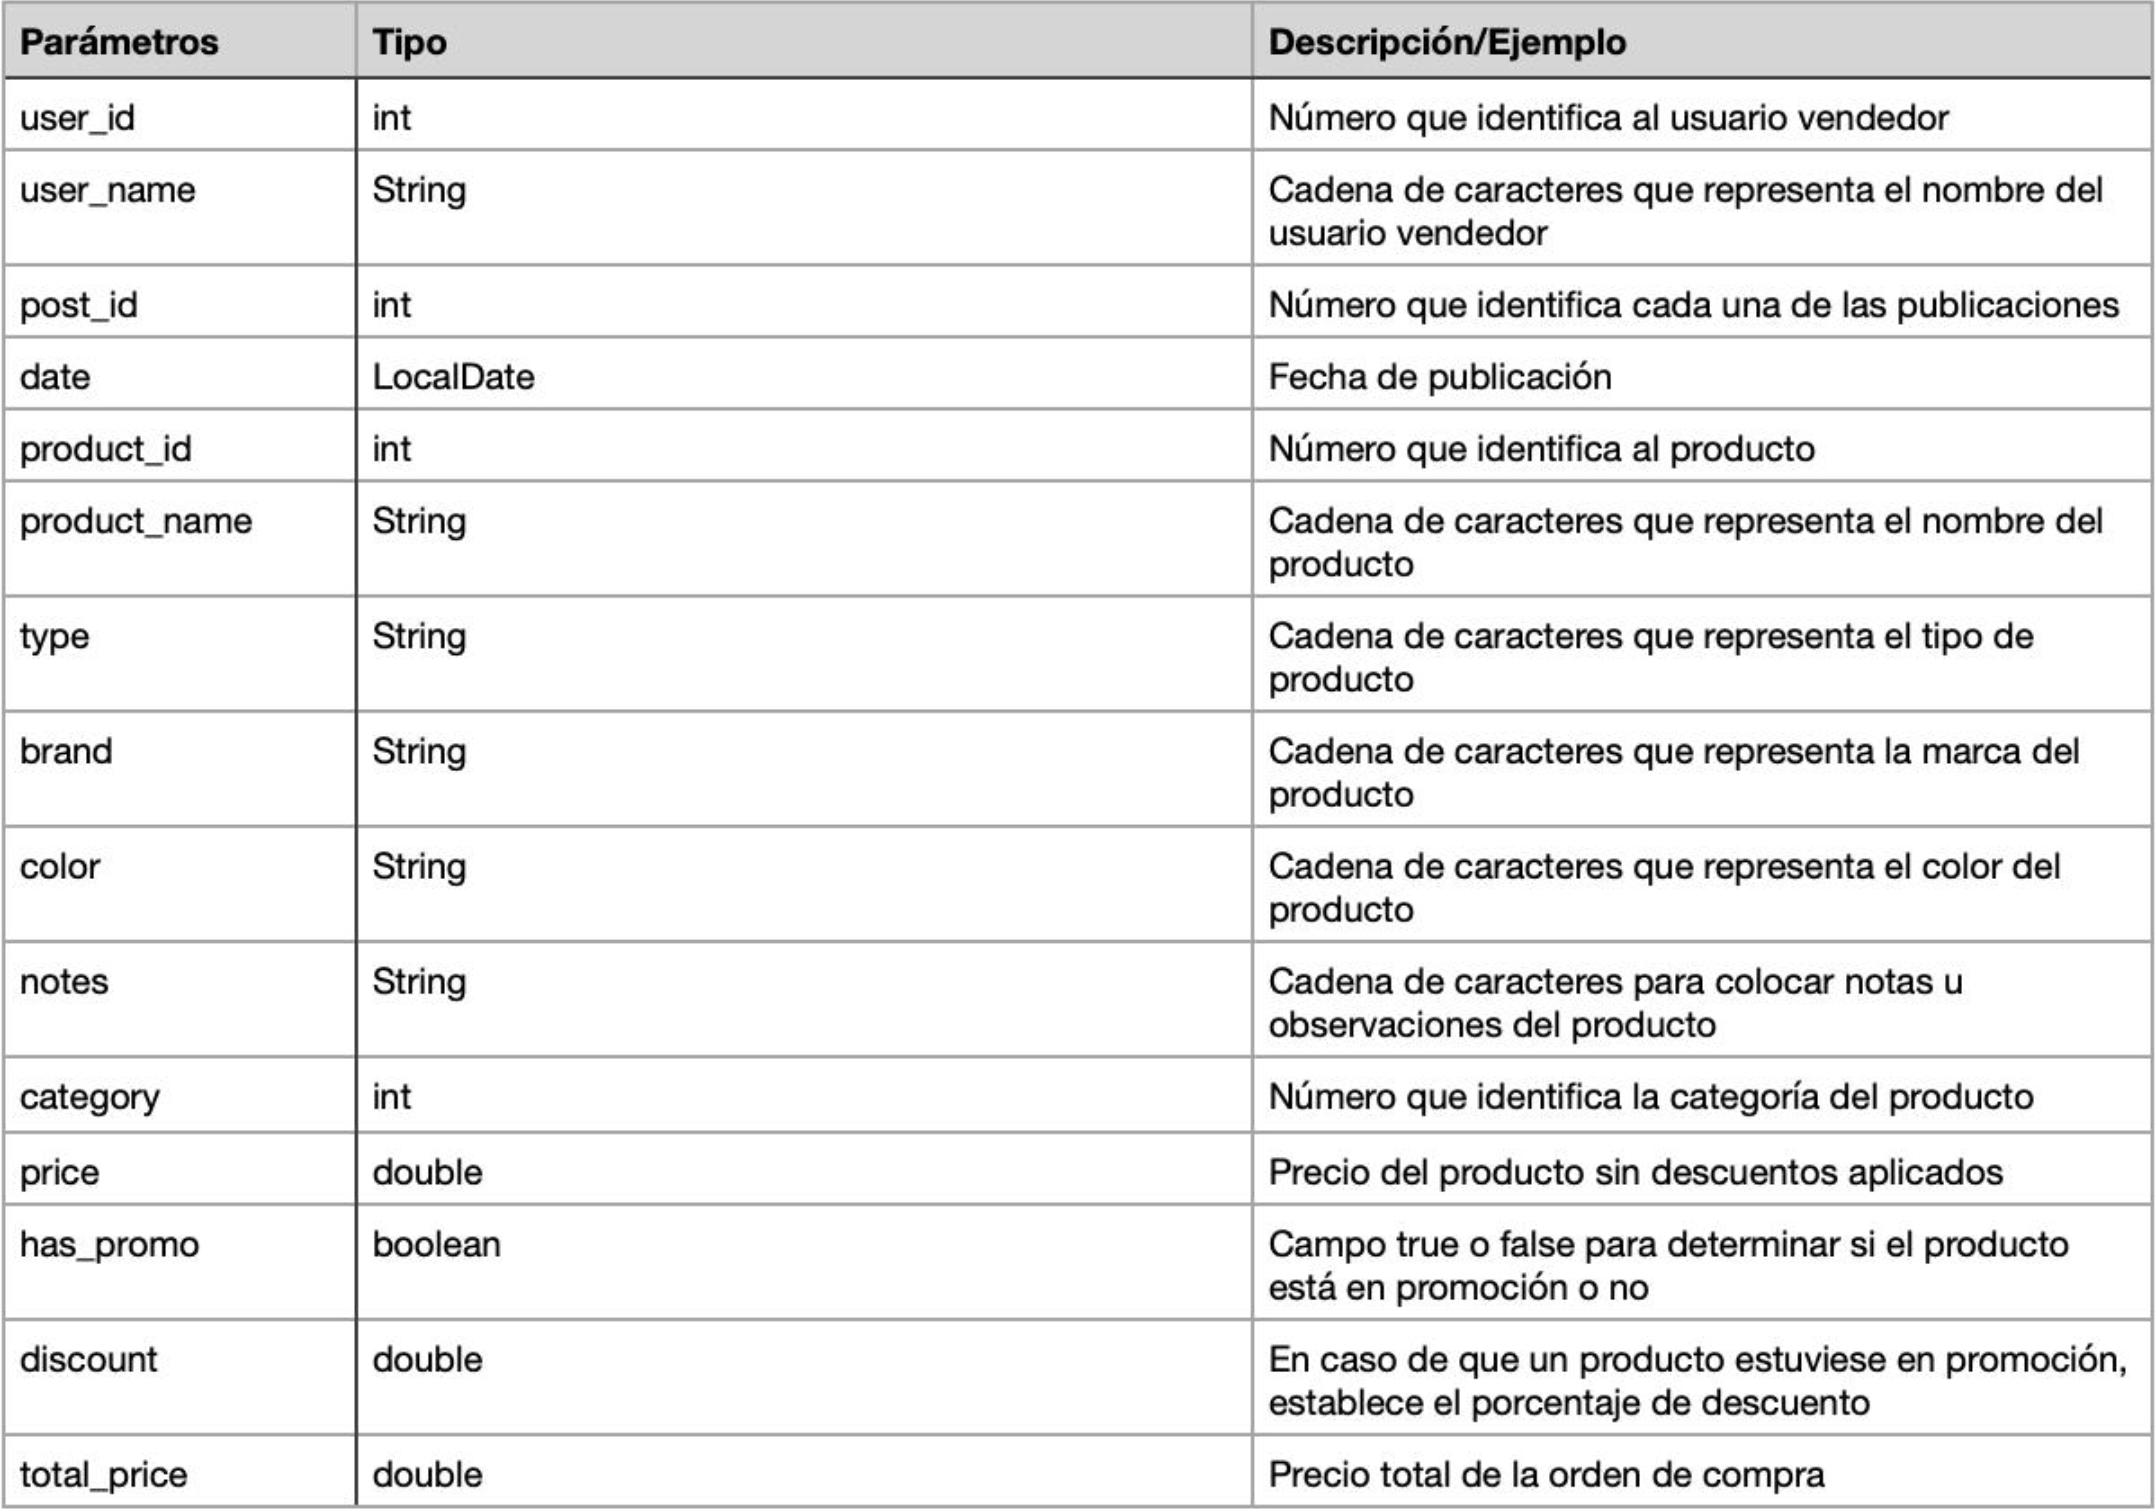 Parámetros Tipo Descripción/Ejemplo
user_id int Número que identifica al usuario vendedor
user_name String Cadena de caracteres que representa el nombre del
usuario vendedor
post_id int Número que identifica cada una de las publicaciones
date LocalDate Fecha de publicación
product_id int Número que identifica al producto
product_name String Cadena de caracteres que representa el nombre del
producto
type String Cadena de caracteres que representa el tipo de
producto
brand String Cadena de caracteres que representa la marca del
producto
color String Cadena de caracteres que representa el color del
producto
notes String Cadena de caracteres para colocar notas u
observaciones del producto
category int Número que identifica la categoría del producto
price double Precio del producto sin descuentos aplicados
has_promo boolean Campo true o false para determinar si el producto
está en promoción o no
discount double En caso de que un producto estuviese en promoción,
establece el porcentaje de descuento
total_price double Precio total de la orden de compra